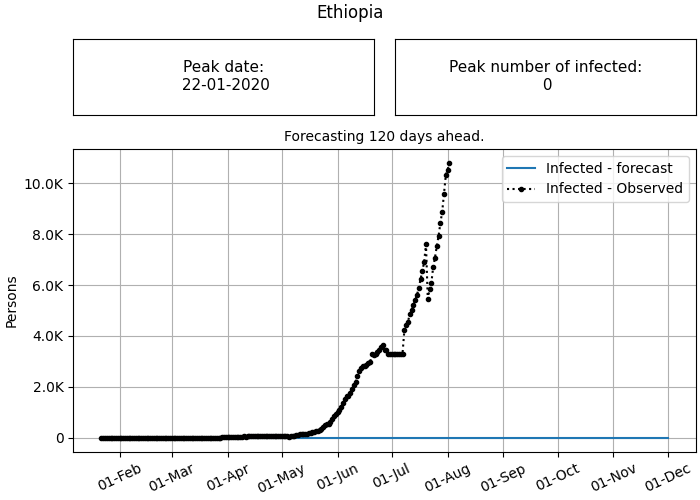 Ethiopia
Peak date:
22-01-2020
Peak number of infected:
0
Forecasting 120 days ahead.
Infected - forecast
Infected - Observed
Persons
10.0K
8.0K
6.0K
4.0K
2.0K
0
01-Feb
01-Mar
01-Apr
01-May
01-Jun
01-Jul
01-Aug
01-Sep
01-Oct
01-Nov
01-Dec